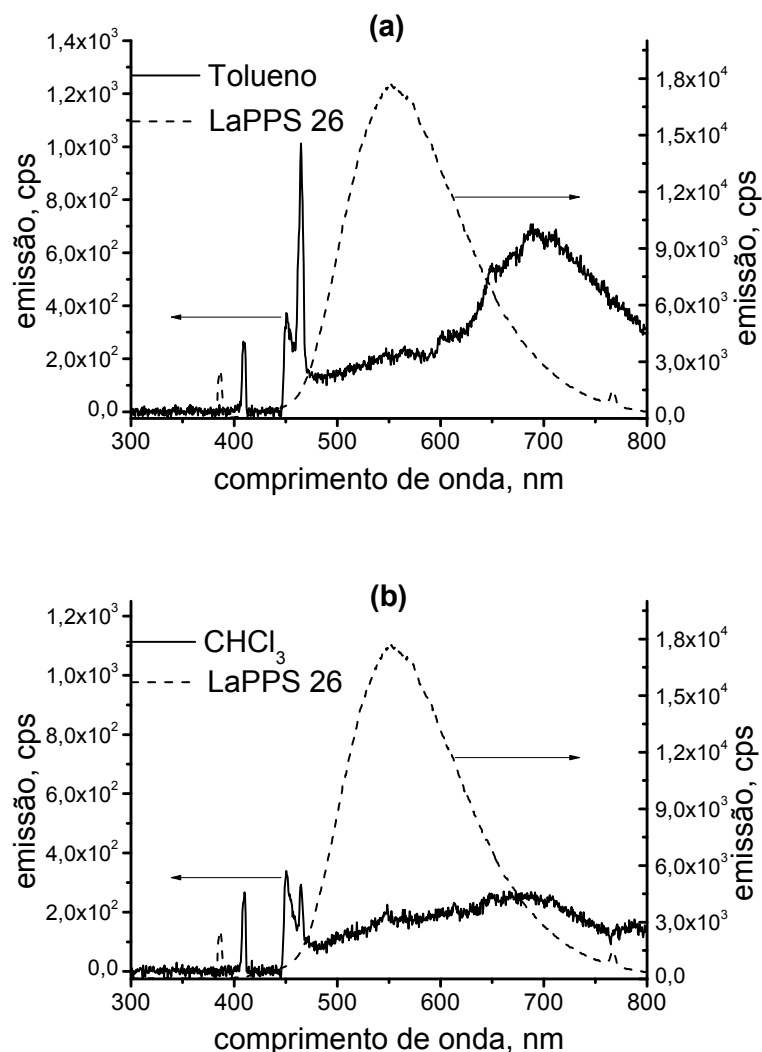 (a)
Tolueno
LaPPS 26
1,4x10³
1,2x10³
1,0x10³
8,0x10²
6,0x10²
4,0x10²
2,0x10²
0,0
emissão, cps
1,8x10⁴
1,5x10⁴
1,2x10⁴
9,0x10³
6,0x10³
3,0x10³
0,0
emissão, cps
300 400 500 600 700 800
comprimento de onda, nm
(b)
CHCl₃
LaPPS 26
1,2x10³
1,0x10³
8,0x10²
6,0x10²
4,0x10²
2,0x10²
0,0
emissão, cps
1,8x10⁴
1,5x10⁴
1,2x10⁴
9,0x10³
6,0x10³
3,0x10³
0,0
emissão, cps
300 400 500 600 700 800
comprimento de onda, nm